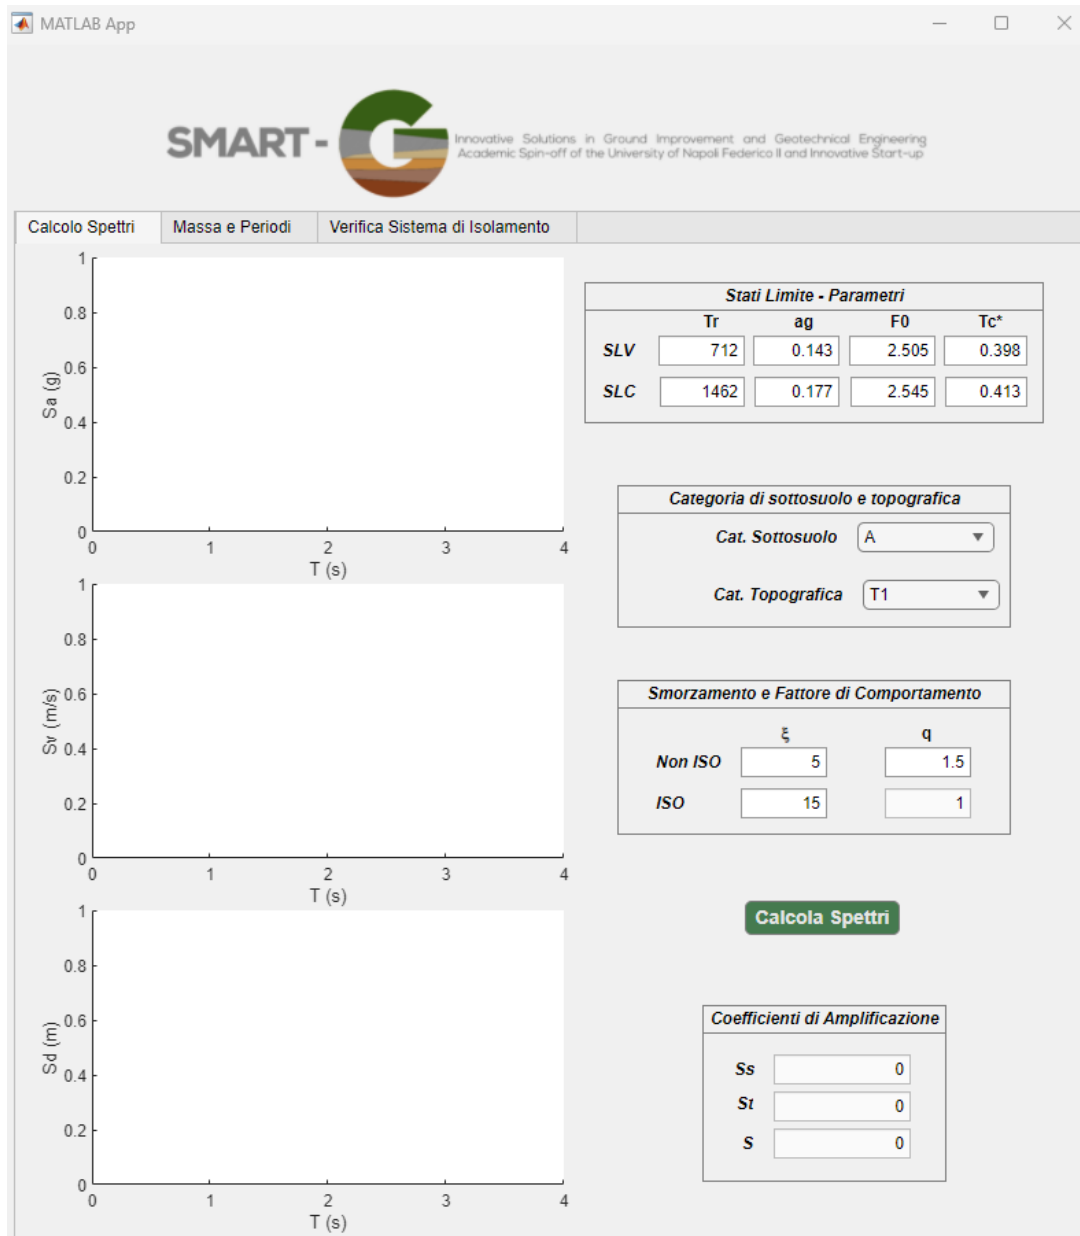 MATLAB App
SMART-G
Innovative Solutions in Ground Improvement and Geotechnical Engineering
Academic Spin-off of the University of Napoli Federico II and Innovative Start-up
Calcolo Spettri Massa e Periodi Verifica Sistema di Isolamento
1
0.8
0.6
0.4
0.2
0
Sa (g)
0 1 2 3 4
T (s)
1
0.8
0.6
0.4
0.2
0
Sv (m/s)
0 1 2 3 4
T (s)
1
0.8
0.6
0.4
0.2
0
Sd (m)
0 1 2 3 4
T (s)
Stati Limite - Parametri
Tr ag F0 Tc*
SLV 712 0.143 2.505 0.398
SLC 1462 0.177 2.545 0.413
Categoria di sottosuolo e topografica
Cat. Sottosuolo A
Cat. Topografica T1
Smorzamento e Fattore di Comportamento
ξ q
Non ISO 5 1.5
ISO 15 1
Calcola Spettri
Coefficienti di Amplificazione
Ss 0
St 0
S 0